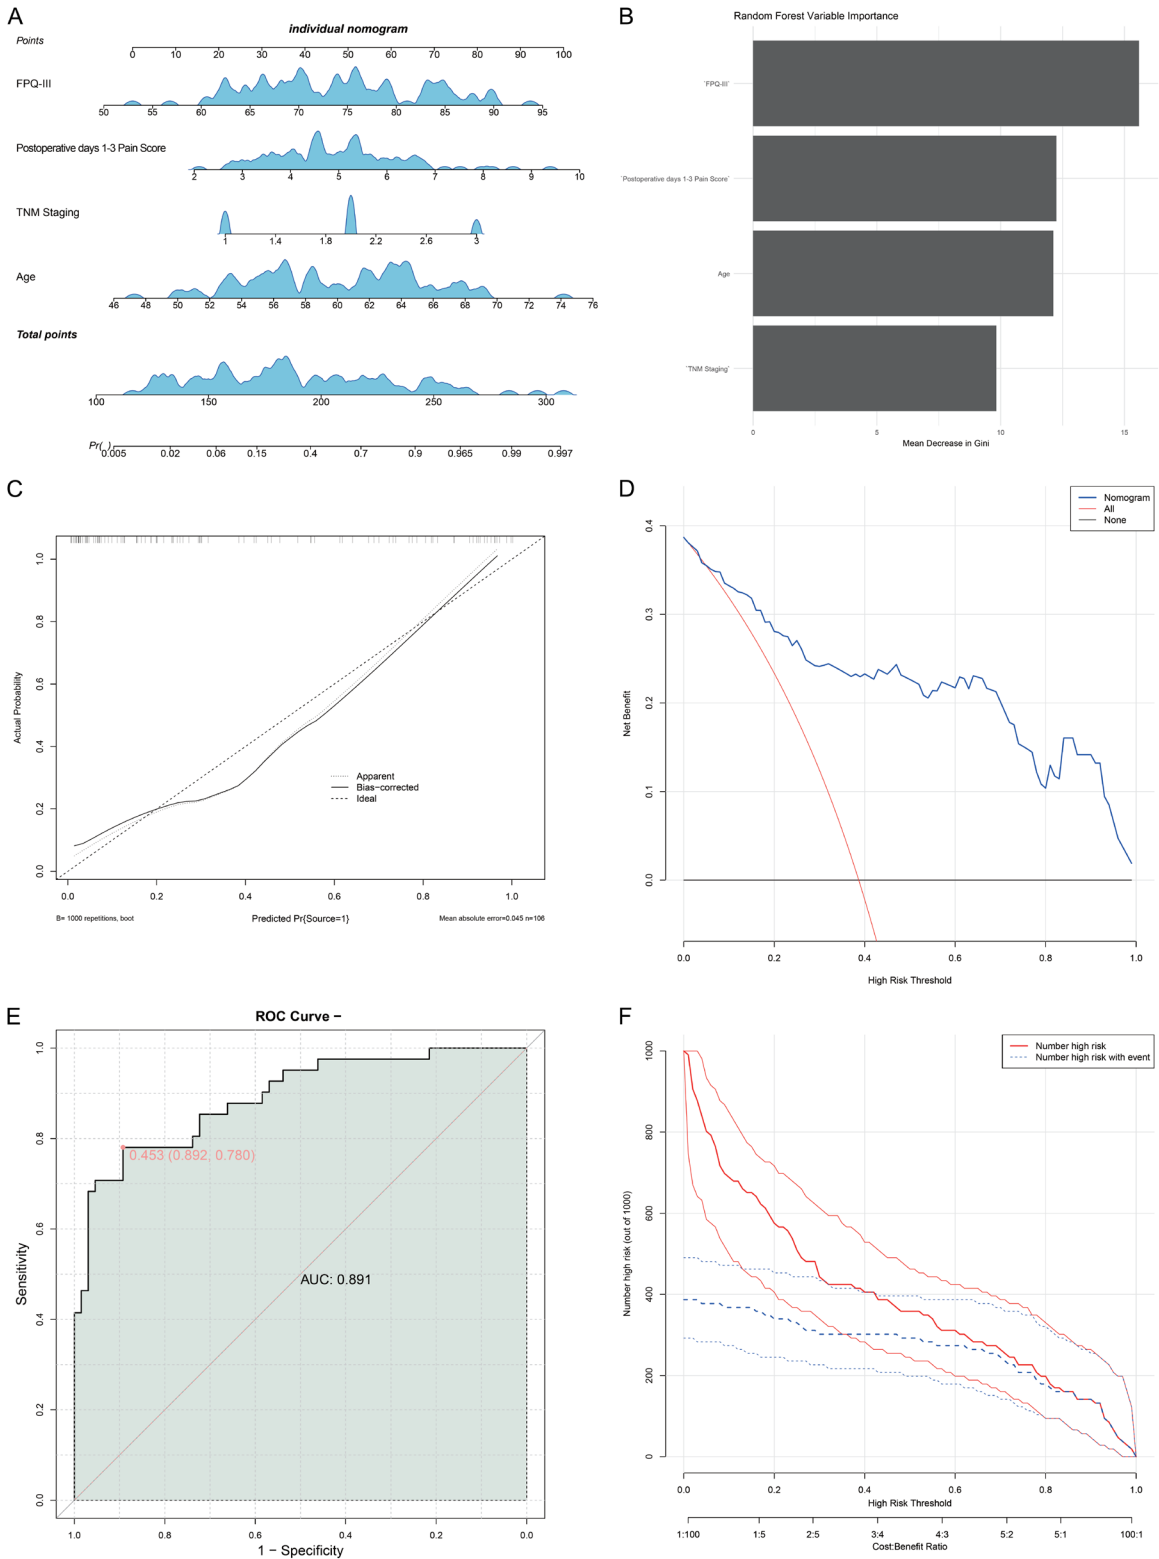 A
individual nomogram
Points
0 10 20 30 40 50 60 70 80 90 100
FPQ-III
50 55 60 65 70 75 80 85 90 95
Postoperative days 1-3 Pain Score
2 3 4 5 6 7 8 9 10
TNM Staging
1 1.4 1.8 2.2 2.6 3
Age
46 48 50 52 54 56 58 60 62 64 66 68 70 72 74 76
Total points
100 150 200 250 300
Pr( )
0.005 0.02 0.06 0.15 0.4 0.7 0.9 0.965 0.99 0.997
B
Random Forest Variable Importance
`FPQ-III`
`Postoperative days 1-3 Pain Score`
Age
`TNM Staging`
0 5 10 15
Mean Decrease in Gini
C
Actual Probability
1.0
0.8
0.6
0.4
0.2
0.0
Apparent
Bias−corrected
Ideal
0.0 0.2 0.4 0.6 0.8 1.0
B= 1000 repetitions, boot
Predicted Pr{Source=1}
Mean absolute error=0.045 n=106
D
Nomogram
All
None
Net Benefit
0.4
0.3
0.2
0.1
0.0
0.0 0.2 0.4 0.6 0.8 1.0
High Risk Threshold
E
ROC Curve −
Sensitivity
1.0
0.8
0.6
0.4
0.2
0.0
0.453 (0.892, 0.780)
AUC: 0.891
1.0 0.8 0.6 0.4 0.2 0.0
1 − Specificity
F
Number high risk
Number high risk with event
Number high risk (out of 1000)
1000
800
600
400
200
0
0.0 0.2 0.4 0.6 0.8 1.0
High Risk Threshold
1:100 1:5 2:5 3:4 4:3 5:2 5:1 100:1
Cost:Benefit Ratio